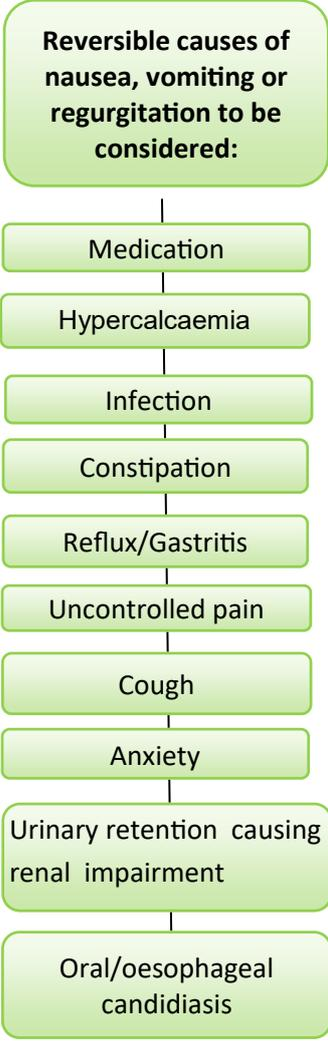 Reversible causes of
nausea, vomiting or
regurgitation to be
considered:
Medication
Hypercalcaemia
Infection
Constipation
Reflux/Gastritis
Uncontrolled pain
Cough
Anxiety
Urinary retention causing
renal impairment
Oral/oesophageal
candidiasis